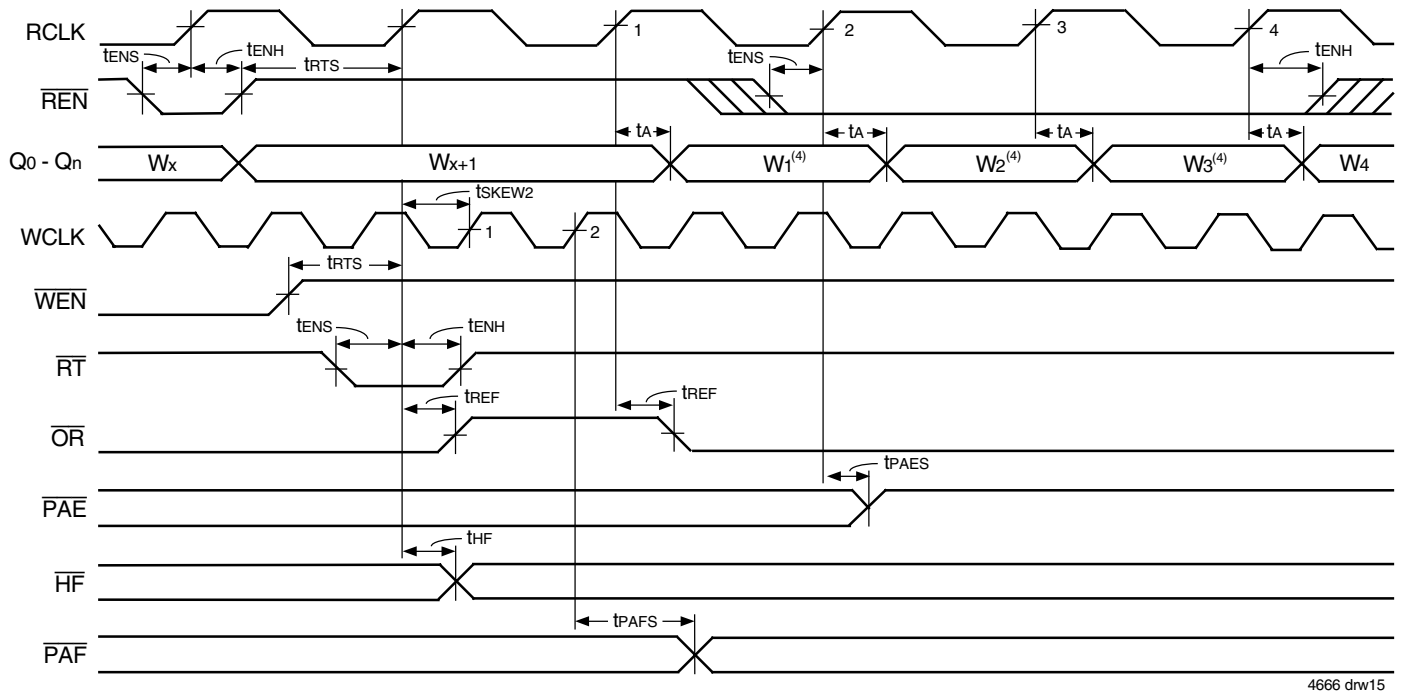 RCLK 1 2 3 4
tENS tENH tRTS tENS tENH
REN
tA tA tA tA
Q0 - Qn Wx Wx+1 W1(4) W2(4) W3(4) W4
tSKEW2
WCLK 1 2
tRTS
WEN
tENS tENH
RT
tREF tREF
OR
tPAES
PAE
tHF
HF
tPAFS
PAF
4666 drw15